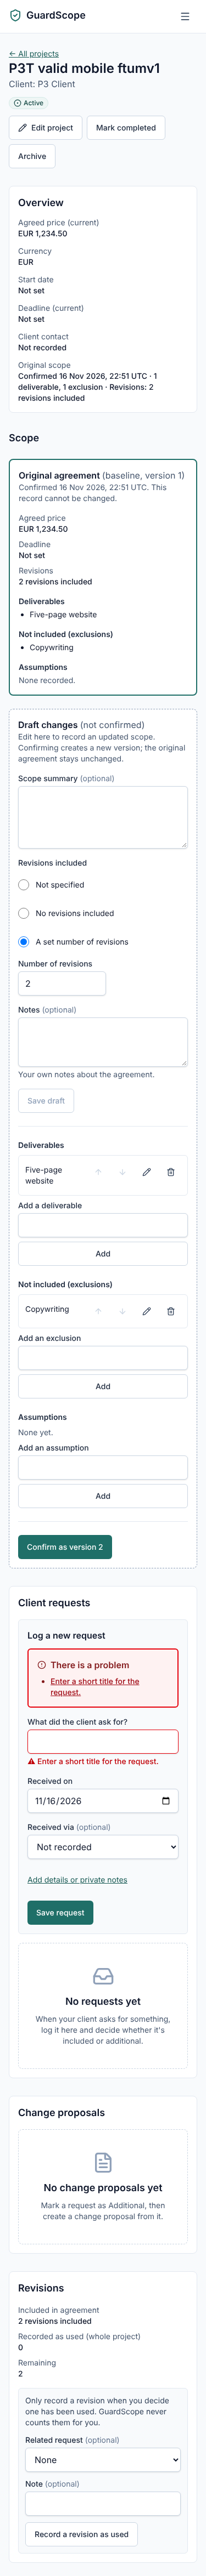 GuardScope
← All projects
P3T valid mobile ftumv1
Client: P3 Client
Active
Edit project
Mark completed
Archive
Overview
Agreed price (current)
EUR 1,234.50
Currency
EUR
Start date
Not set
Deadline (current)
Not set
Client contact
Not recorded
Original scope
Confirmed 16 Nov 2026, 22:51 UTC · 1
deliverable, 1 exclusion · Revisions: 2
revisions included
Scope
Original agreement (baseline, version 1)
Confirmed 16 Nov 2026, 22:51 UTC. This
record cannot be changed.
Agreed price
EUR 1,234.50
Deadline
Not set
Revisions
2 revisions included
Deliverables
• Five-page website
Not included (exclusions)
• Copywriting
Assumptions
None recorded.
Draft changes (not confirmed)
Edit here to record an updated scope.
Confirming creates a new version; the original
agreement stays unchanged.
Scope summary (optional)
Revisions included
Not specified
No revisions included
A set number of revisions
Number of revisions
2
Notes (optional)
Your own notes about the agreement.
Save draft
Deliverables
Five-page
website
Add a deliverable
Add
Not included (exclusions)
Copywriting
Add an exclusion
Add
Assumptions
None yet.
Add an assumption
Add
Confirm as version 2
Client requests
Log a new request
There is a problem
• Enter a short title for the
request.
What did the client ask for?
Enter a short title for the request.
Received on
11/16/2026
Received via (optional)
Not recorded
Add details or private notes
Save request
No requests yet
When your client asks for something,
log it here and decide whether it's
included or additional.
Change proposals
No change proposals yet
Mark a request as Additional, then
create a change proposal from it.
Revisions
Included in agreement
2 revisions included
Recorded as used (whole project)
0
Remaining
2
Only record a revision when you decide
one has been used. GuardScope never
counts them for you.
Related request (optional)
None
Note (optional)
Record a revision as used